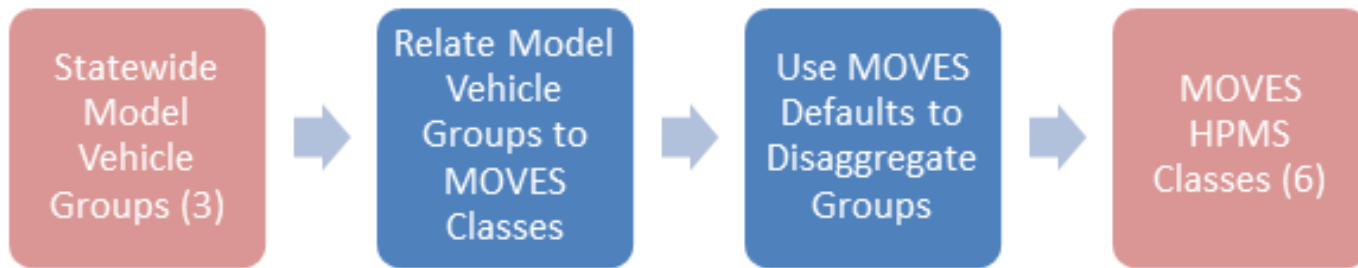 Statewide
Model
Vehicle
Groups (3)
Relate Model
Vehicle
Groups to
MOVES
Classes
Use MOVES
Defaults to
Disaggregate
Groups
MOVES
HPMS
Classes (6)